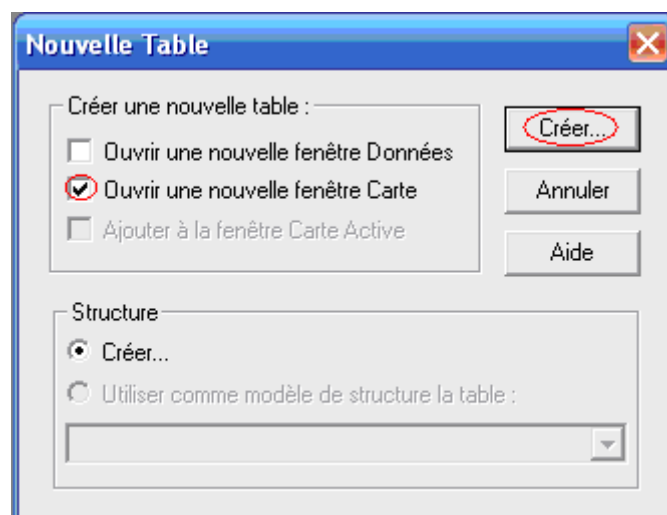 Nouvelle Table
Créer une nouvelle table :
Ouvrir une nouvelle fenêtre Données
Ouvrir une nouvelle fenêtre Carte
Ajouter à la fenêtre Carte Active
Créer...
Annuler
Aide
Structure
Créer...
Utiliser comme modèle de structure la table :